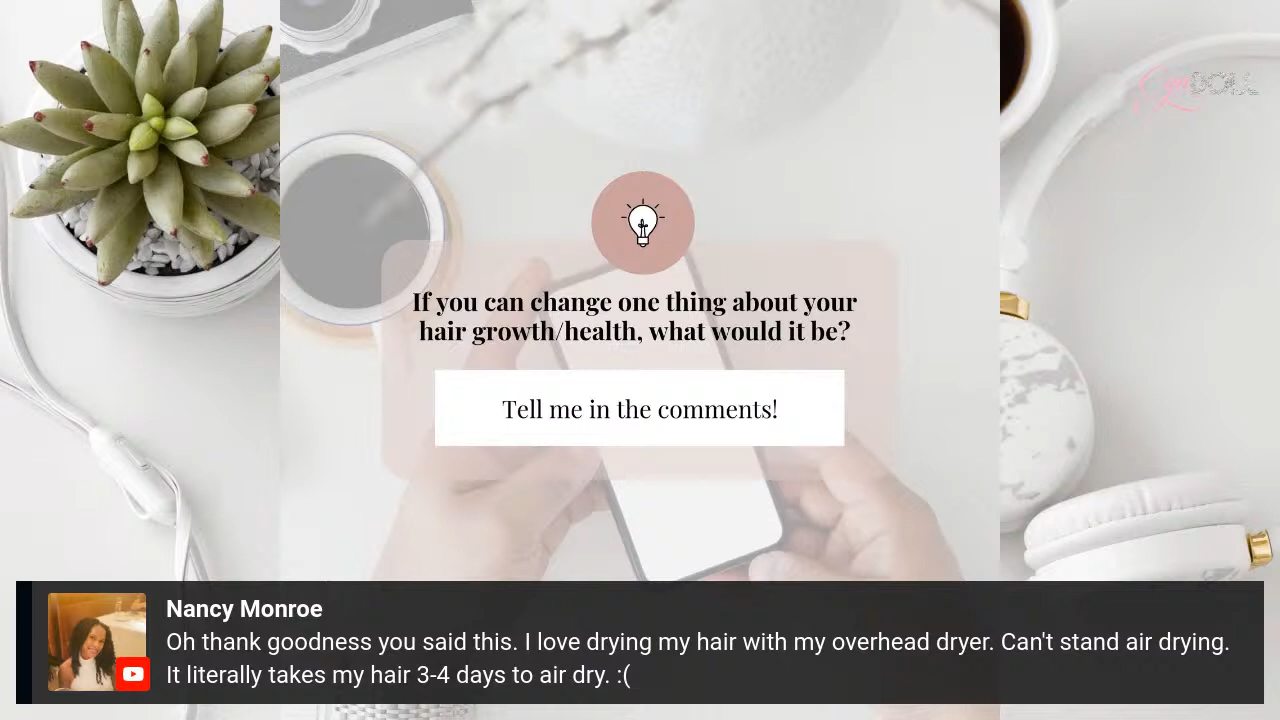 If you can change one thing about your
hair growth/health, what would it be?
Tell me in the comments!
Nancy Monroe
Oh thank goodness you said this. I love drying my hair with my overhead dryer. Can't stand air drying.
It literally takes my hair 3-4 days to air dry. :(